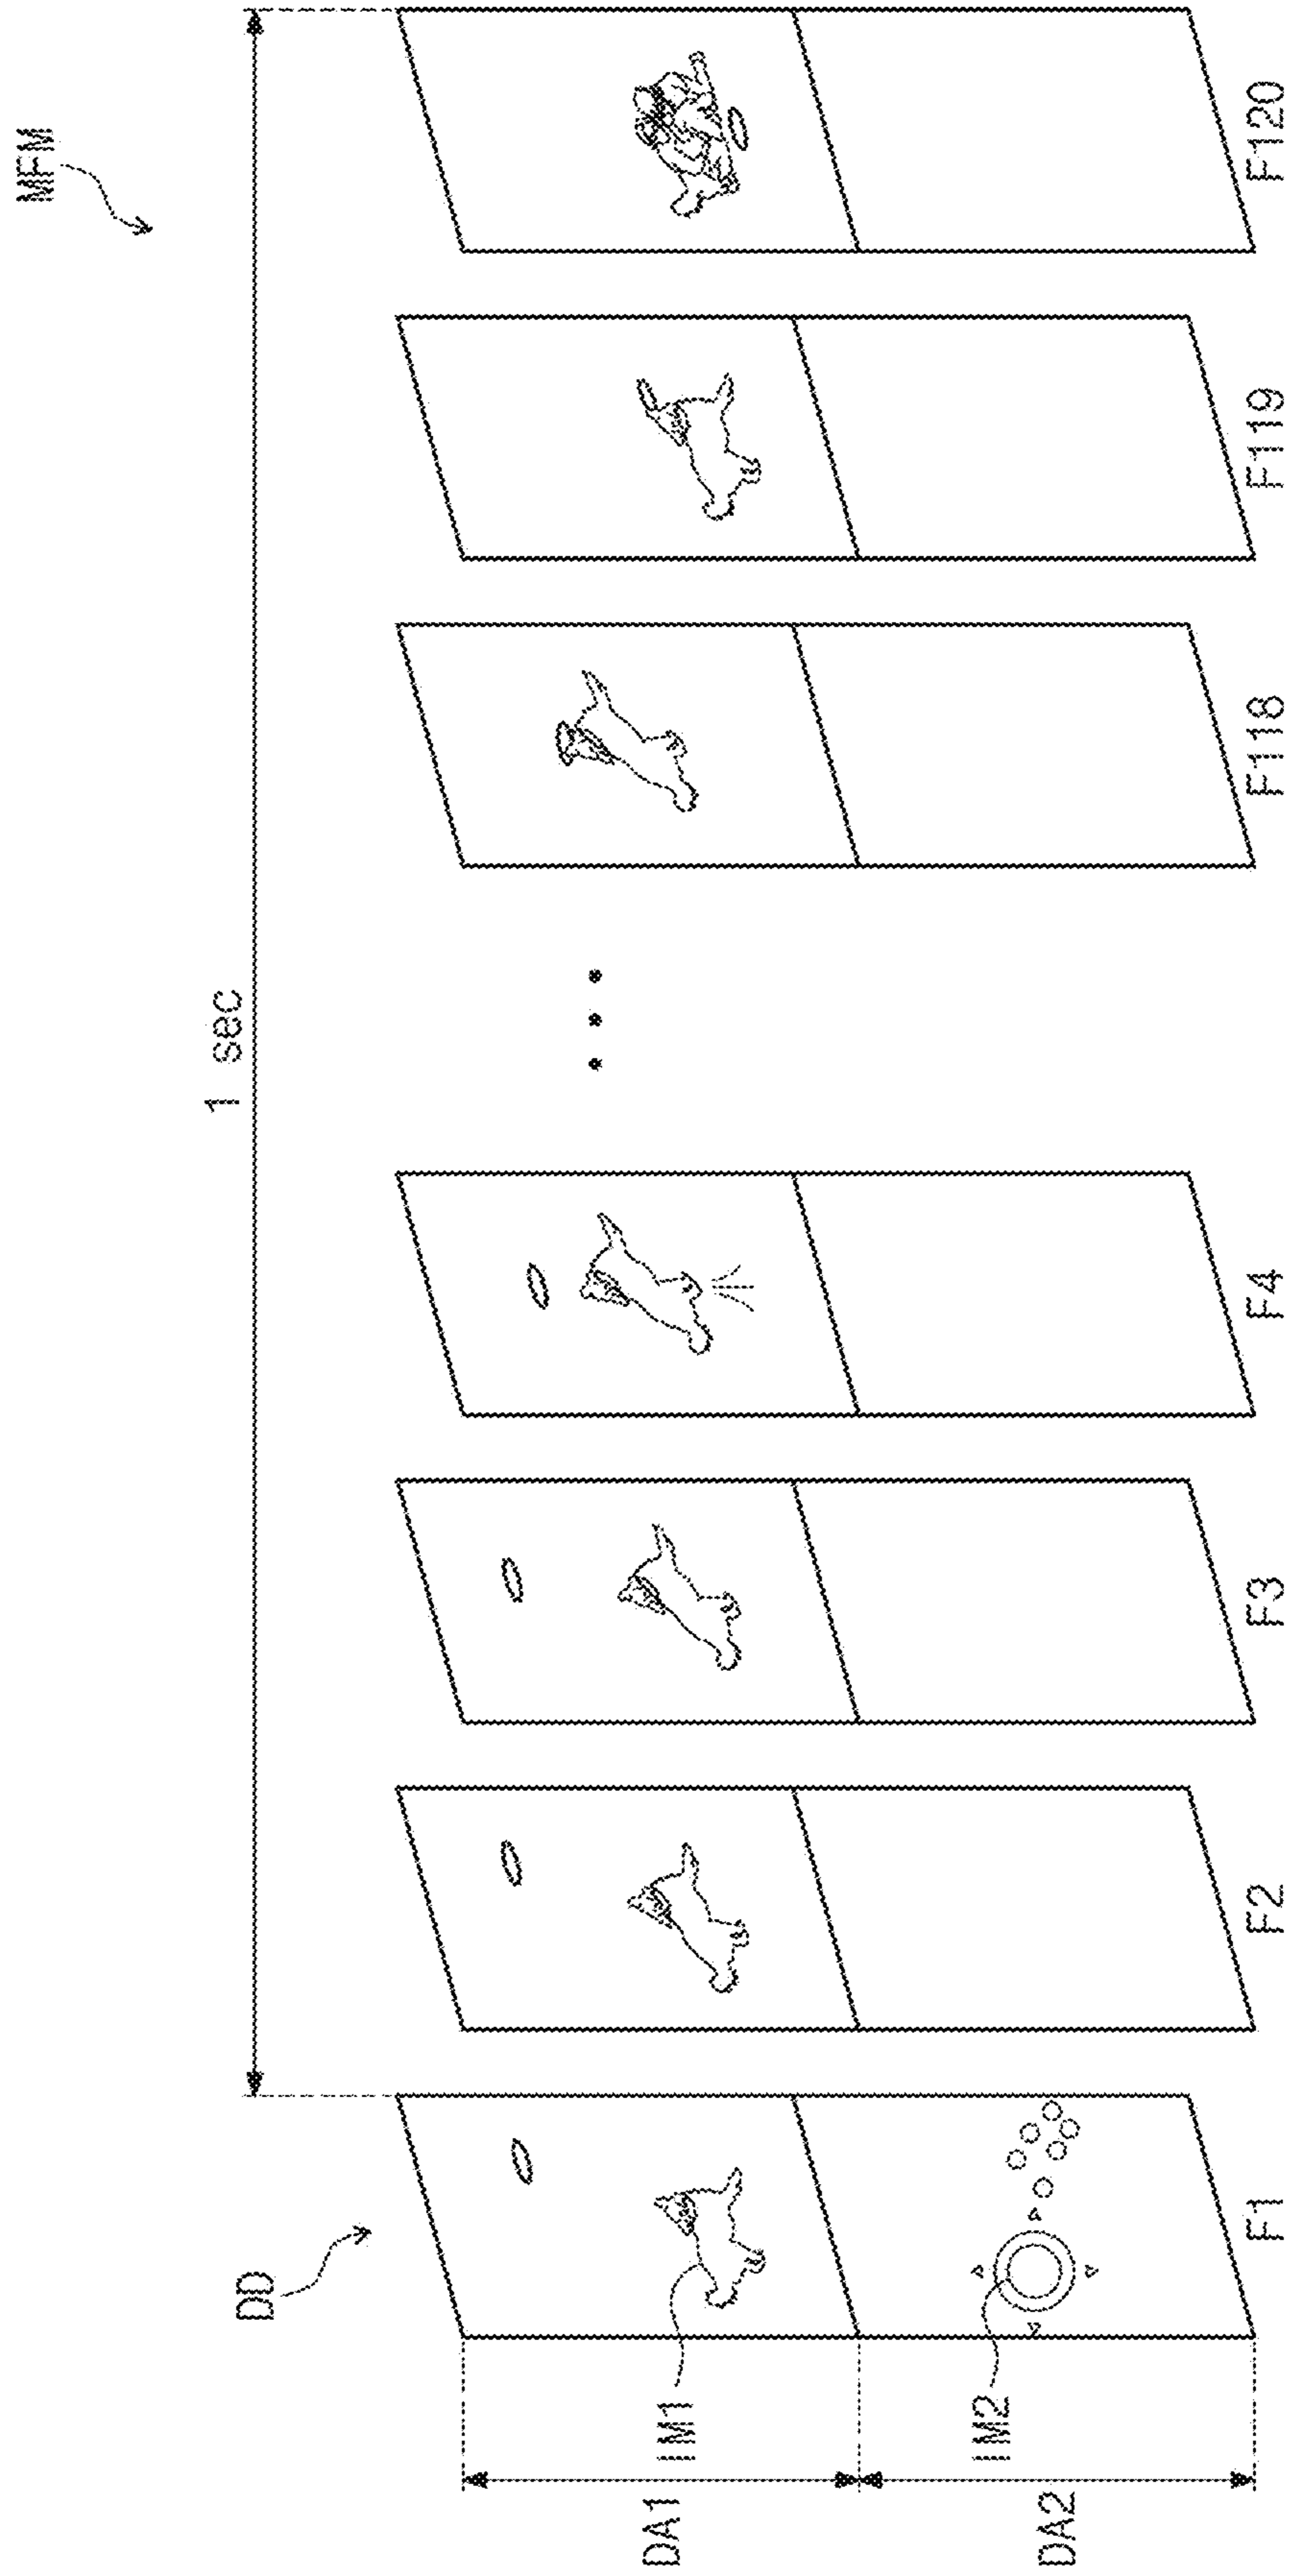 MFM
1 sec
DD
DA1
IM1
DA2
IM2
F1
F2
F3
F4
F118
F119
F120